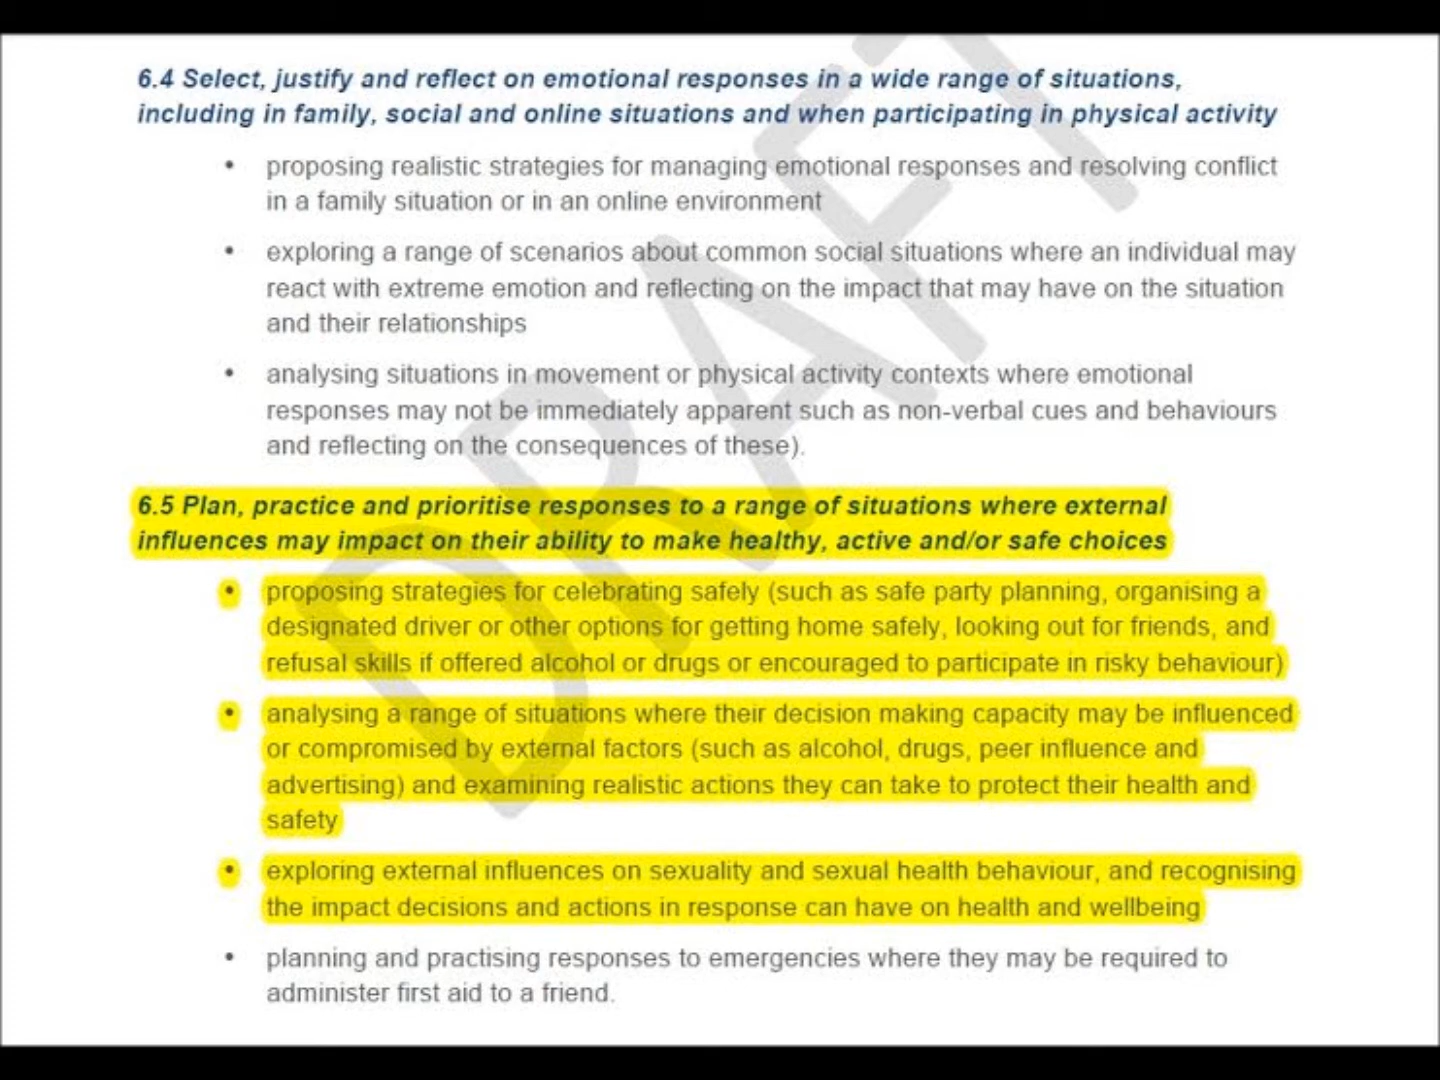 6.4 Select, justify and reflect on emotional responses in a wide range of situations,
including in family, social and online situations and when participating in physical activity
• proposing realistic strategies for managing emotional responses and resolving conflict
in a family situation or in an online environment
• exploring a range of scenarios about common social situations where an individual may
react with extreme emotion and reflecting on the impact that may have on the situation
and their relationships
• analysing situations in movement or physical activity contexts where emotional
responses may not be immediately apparent such as non-verbal cues and behaviours
and reflecting on the consequences of these).
6.5 Plan, practice and prioritise responses to a range of situations where external
influences may impact on their ability to make healthy, active and/or safe choices
• proposing strategies for celebrating safely (such as safe party planning, organising a
designated driver or other options for getting home safely, looking out for friends, and
refusal skills if offered alcohol or drugs or encouraged to participate in risky behaviour)
• analysing a range of situations where their decision making capacity may be influenced
or compromised by external factors (such as alcohol, drugs, peer influence and
advertising) and examining realistic actions they can take to protect their health and
safety
• exploring external influences on sexuality and sexual health behaviour, and recognising
the impact decisions and actions in response can have on health and wellbeing
• planning and practising responses to emergencies where they may be required to
administer first aid to a friend.
DRAFT